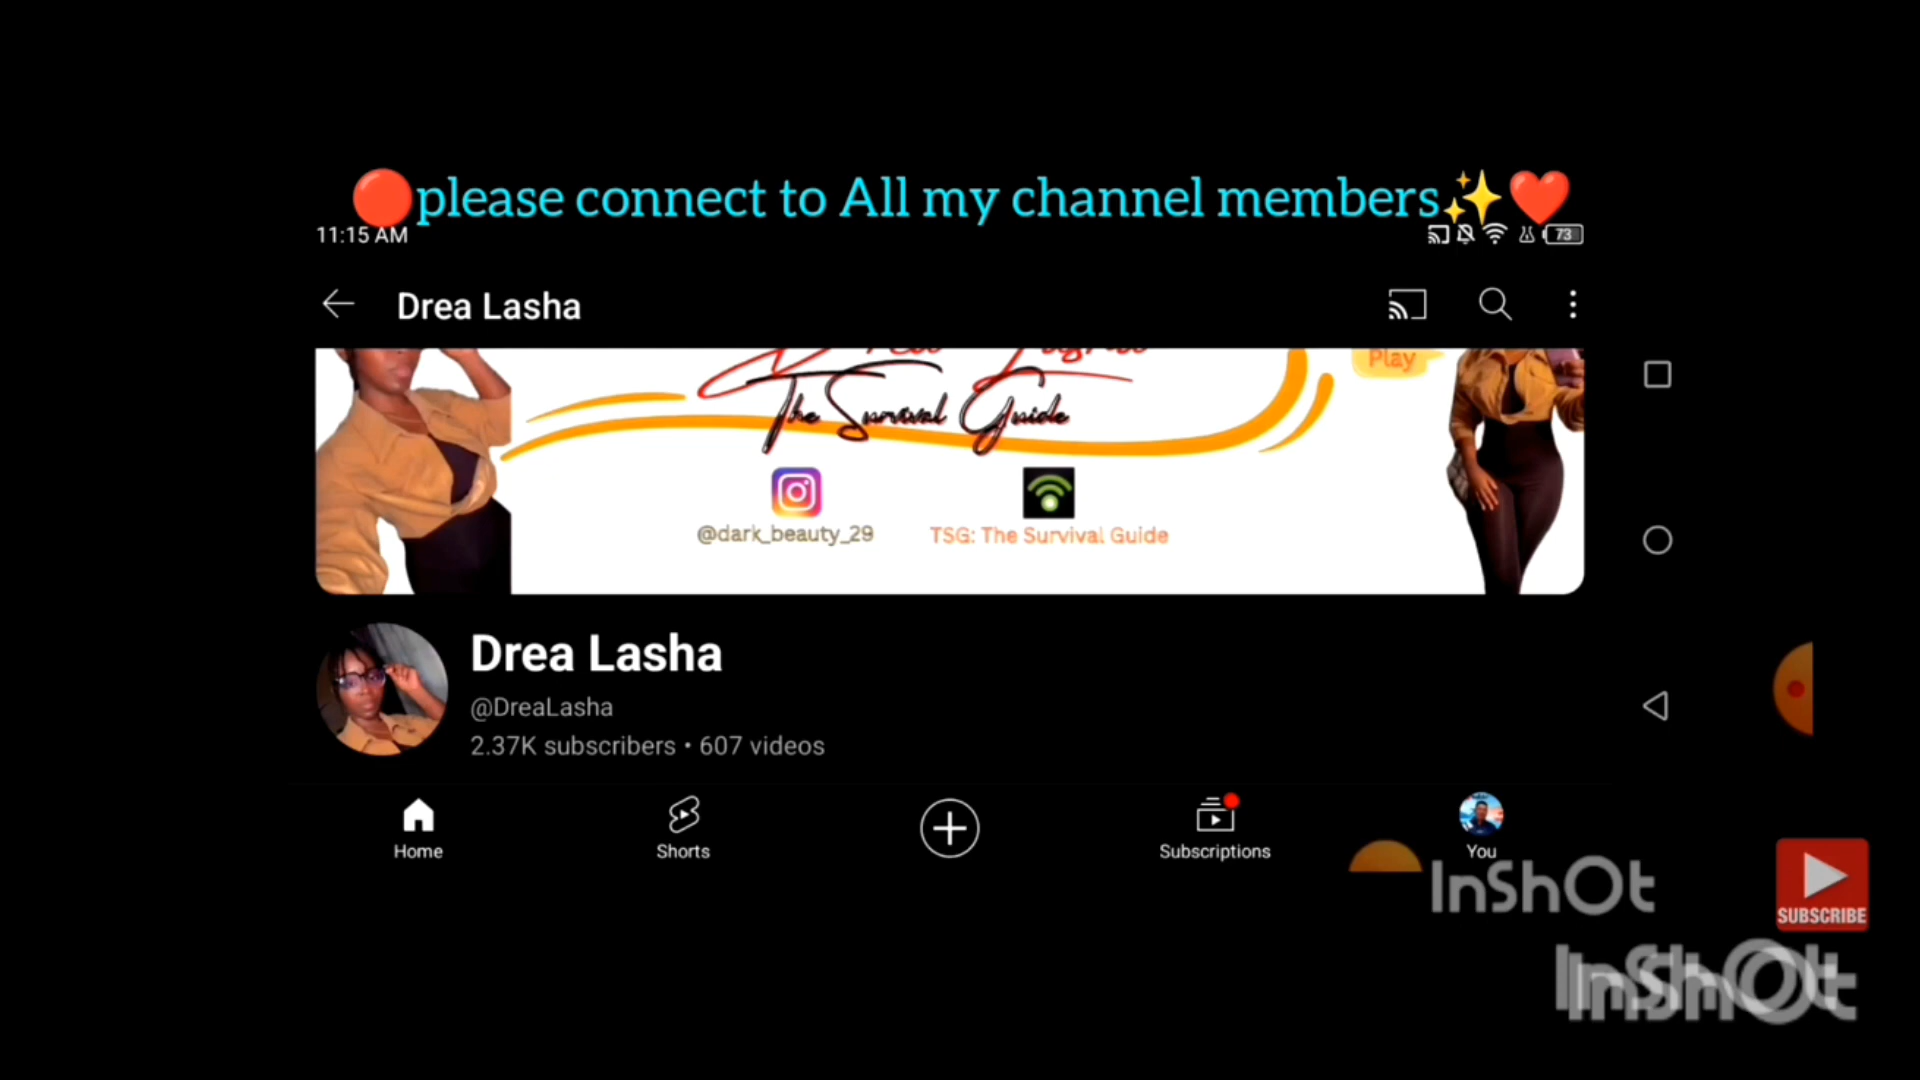 please connect to All my channel members
11:15 AM
73
Drea Lasha
The Survival Guide
Play
@dark_beauty_29
TSG: The Survival Guide
Drea Lasha
@DreaLasha
2.37K subscribers • 607 videos
Home
Shorts
Subscriptions
You
InShOt
SUBSCRIBE
InShOt